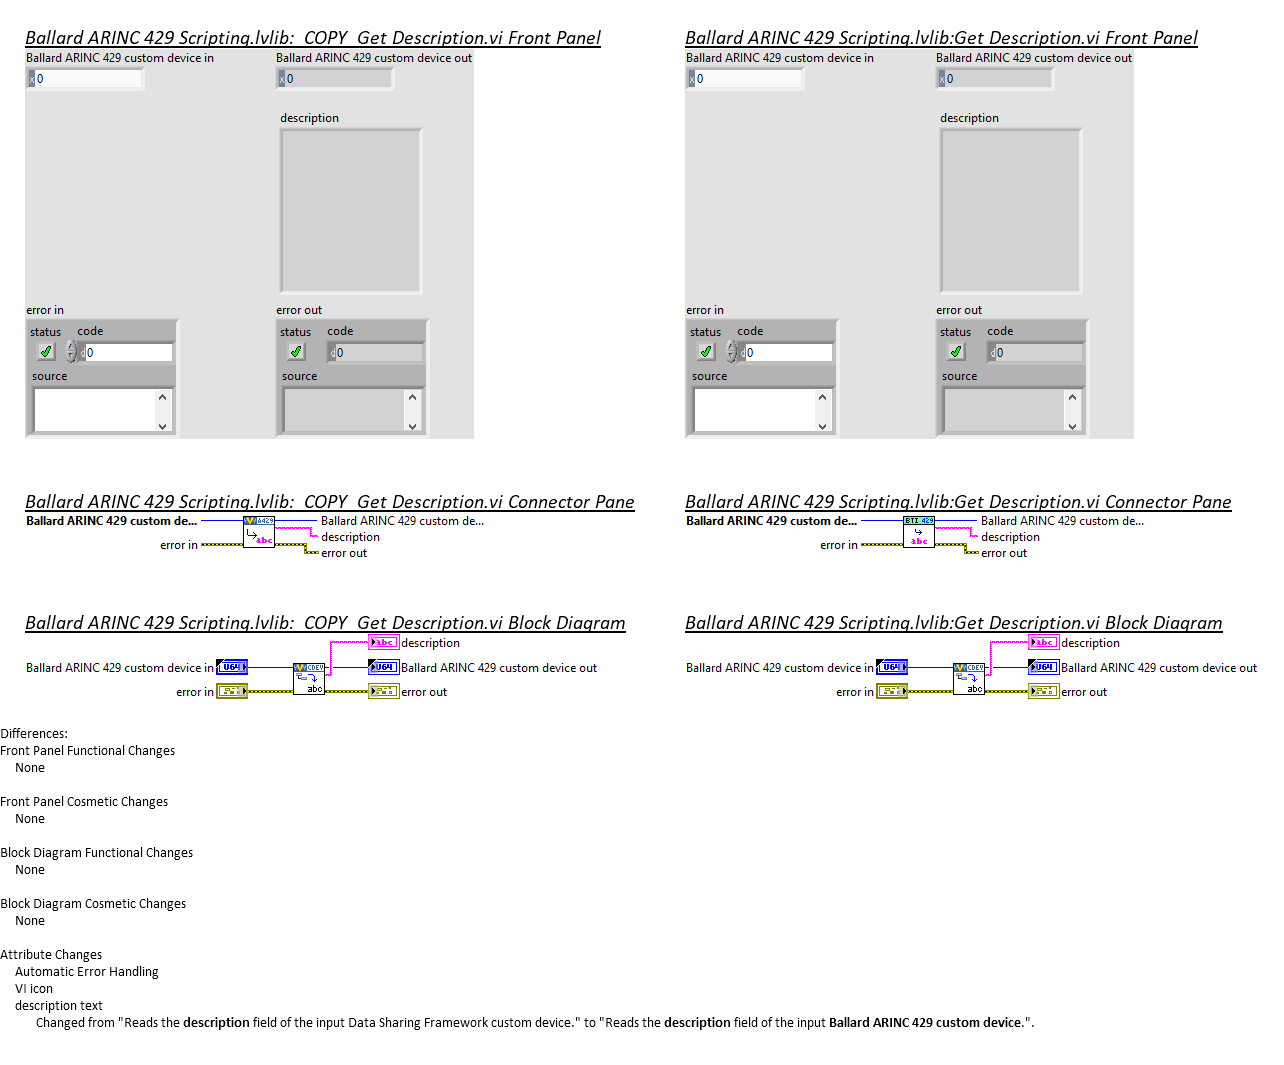 Ballard ARINC 429 Scripting.lvlib:_COPY_Get Description.vi Front Panel
Ballard ARINC 429 custom device in
Ballard ARINC 429 custom device out
x 0
x 0
description
error in
error out
status
code
status
code
d 0
d 0
source
source
Ballard ARINC 429 Scripting.lvlib:Get Description.vi Front Panel
Ballard ARINC 429 custom device in
Ballard ARINC 429 custom device out
x 0
x 0
description
error in
error out
status
code
status
code
d 0
d 0
source
source
Ballard ARINC 429 Scripting.lvlib:_COPY_Get Description.vi Connector Pane
Ballard ARINC 429 custom de...
A429
abc
Ballard ARINC 429 custom de...
description
error in
error out
Ballard ARINC 429 Scripting.lvlib:Get Description.vi Connector Pane
Ballard ARINC 429 custom de...
BTI 429
abc
Ballard ARINC 429 custom de...
description
error in
error out
Ballard ARINC 429 Scripting.lvlib:_COPY_Get Description.vi Block Diagram
abc
description
Ballard ARINC 429 custom device in
U64
CDEV
abc
U64
Ballard ARINC 429 custom device out
error in
error out
Ballard ARINC 429 Scripting.lvlib:Get Description.vi Block Diagram
abc
description
Ballard ARINC 429 custom device in
U64
CDEV
abc
U64
Ballard ARINC 429 custom device out
error in
error out
Differences:
Front Panel Functional Changes
None
Front Panel Cosmetic Changes
None
Block Diagram Functional Changes
None
Block Diagram Cosmetic Changes
None
Attribute Changes
Automatic Error Handling
VI icon
description text
Changed from "Reads the description field of the input Data Sharing Framework custom device." to "Reads the description field of the input Ballard ARINC 429 custom device.".